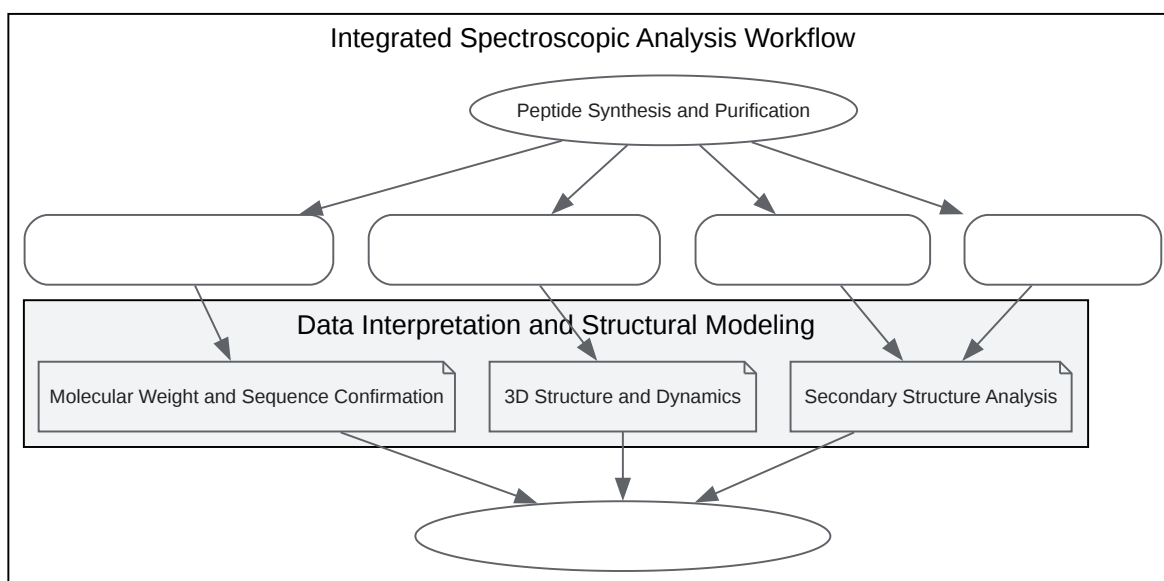 Integrated Spectroscopic Analysis Workflow
Peptide Synthesis and Purification
Data Interpretation and Structural Modeling
Molecular Weight and Sequence Confirmation
3D Structure and Dynamics
Secondary Structure Analysis